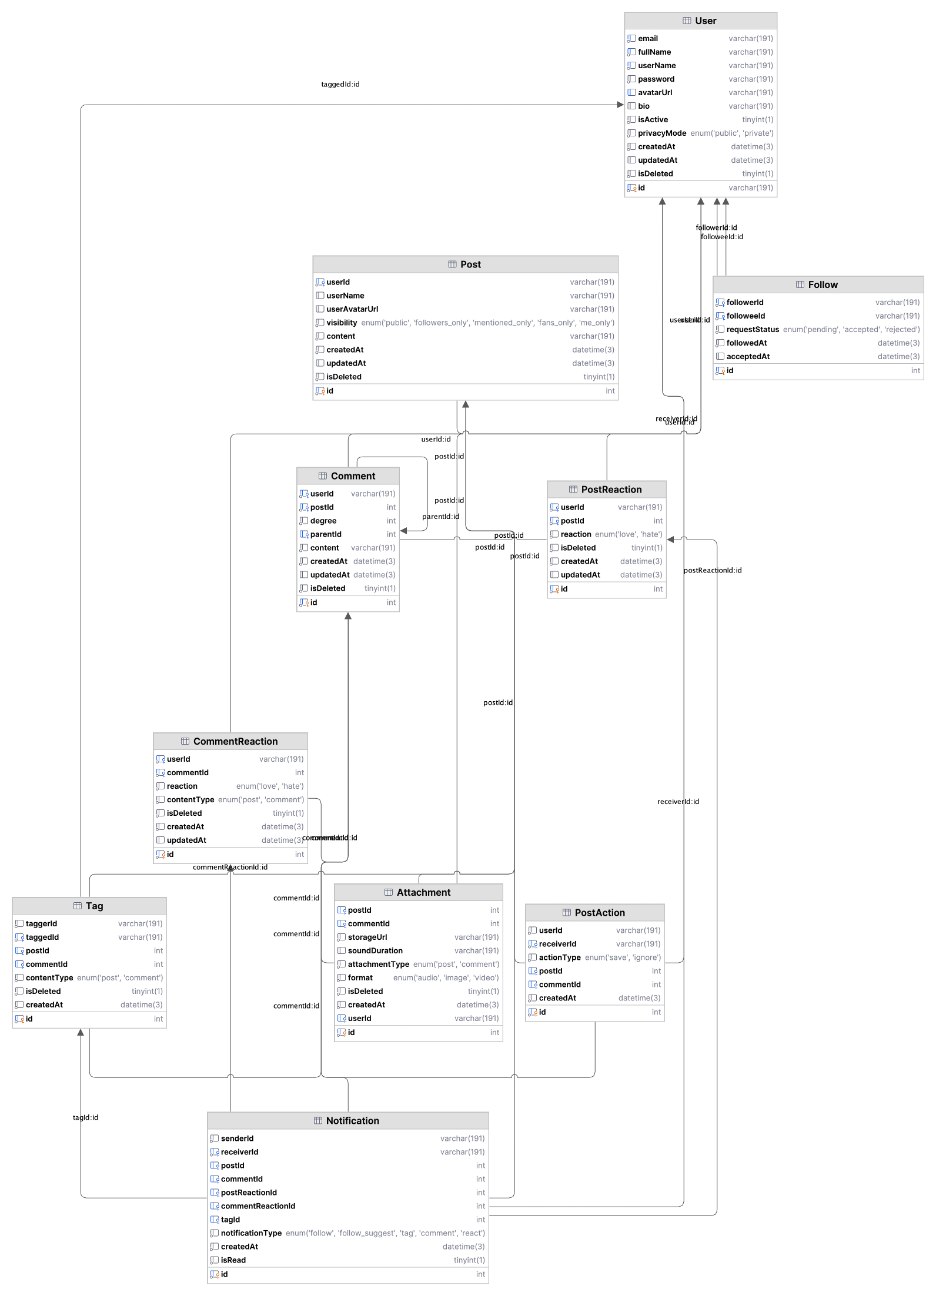 User
email varchar(191)
fullName varchar(191)
userName varchar(191)
password varchar(191)
avatarUrl varchar(191)
bio varchar(191)
isActive tinyint(1)
privacyMode enum('public', 'private')
createdAt datetime(3)
updatedAt datetime(3)
isDeleted tinyint(1)
id varchar(191)
taggedId:id
followerId:id
followeeId:id
Post
userId varchar(191)
userName varchar(191)
userAvatarUrl varchar(191)
visibility enum('public', 'followers_only', 'mentioned_only', 'fans_only', 'me_only')
content varchar(191)
createdAt datetime(3)
updatedAt datetime(3)
isDeleted tinyint(1)
id int
Follow
followerId varchar(191)
followeeId varchar(191)
requestStatus enum('pending', 'accepted', 'rejected')
followedAt datetime(3)
acceptedAt datetime(3)
id int
receiverId:id
userId:id
userId:id
postId:id
postId:id
parentId:id
Comment
userId varchar(191)
postId int
degree int
parentId int
content varchar(191)
createdAt datetime(3)
updatedAt datetime(3)
isDeleted tinyint(1)
id int
postId:id
postId:id
postId:id
PostReaction
userId varchar(191)
postId int
reaction enum('love', 'hate')
isDeleted tinyint(1)
createdAt datetime(3)
updatedAt datetime(3)
id int
postReactionId:id
postId:id
CommentReaction
userId varchar(191)
commentId int
reaction enum('love', 'hate')
contentType enum('post', 'comment')
isDeleted tinyint(1)
createdAt datetime(3)
updatedAt datetime(3)
id int
receiverId:id
commentReactionId:id
commentId:id
commentId:id
commentId:id
Tag
taggerId varchar(191)
taggedId varchar(191)
postId int
commentId int
contentType enum('post', 'comment')
isDeleted tinyint(1)
createdAt datetime(3)
id int
Attachment
postId int
commentId int
storageUrl varchar(191)
soundDuration varchar(191)
attachmentType enum('post', 'comment')
format enum('audio', 'image', 'video')
isDeleted tinyint(1)
createdAt datetime(3)
userId varchar(191)
id int
PostAction
userId varchar(191)
receiverId varchar(191)
actionType enum('save', 'ignore')
postId int
commentId int
createdAt datetime(3)
id int
tagId:id
Notification
senderId varchar(191)
receiverId varchar(191)
postId int
commentId int
postReactionId int
commentReactionId int
tagId int
notificationType enum('follow', 'follow_suggest', 'tag', 'comment', 'react')
createdAt datetime(3)
isRead tinyint(1)
id int